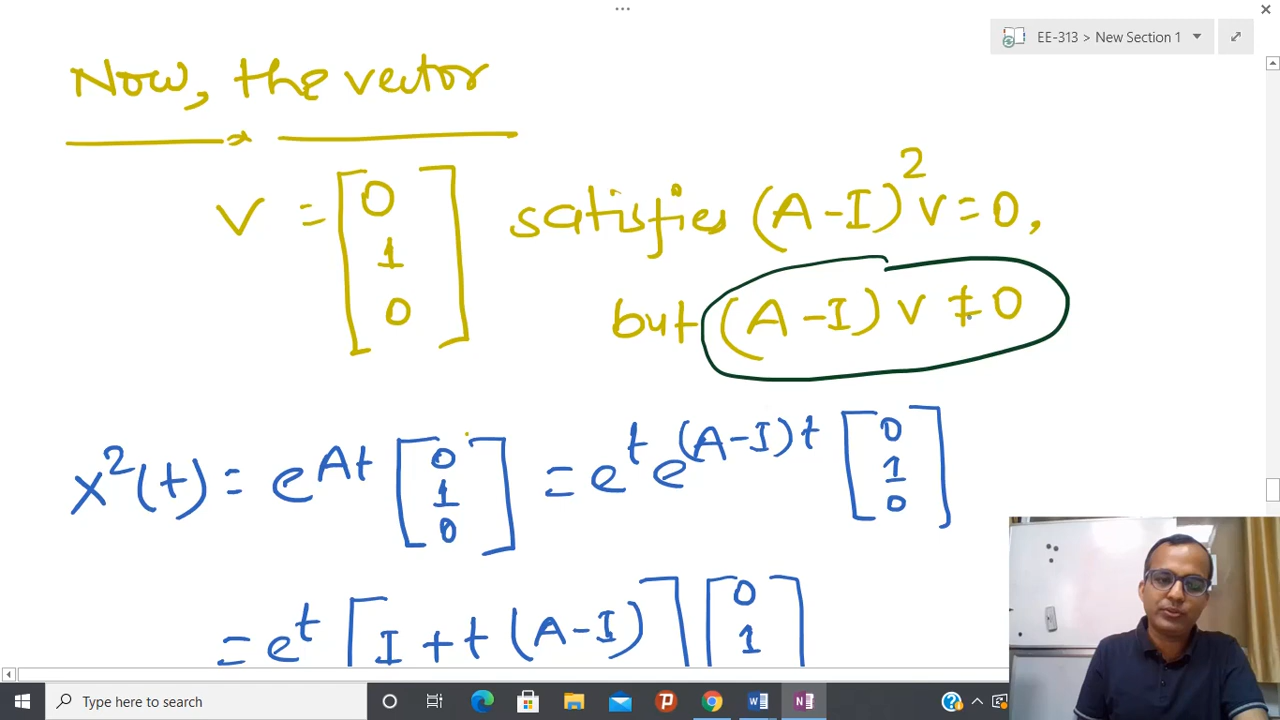 EE-313 > New Section 1
Now, the vector
v = [0 1 0] satisfies (A-I)²v=0,
but (A-I) v ≠ 0
x²(t) = e^{At} [0 1 0] = e^t e^{(A-I)t} [0 1 0]
= e^t [I + t (A-I)] [0 1
Type here to search